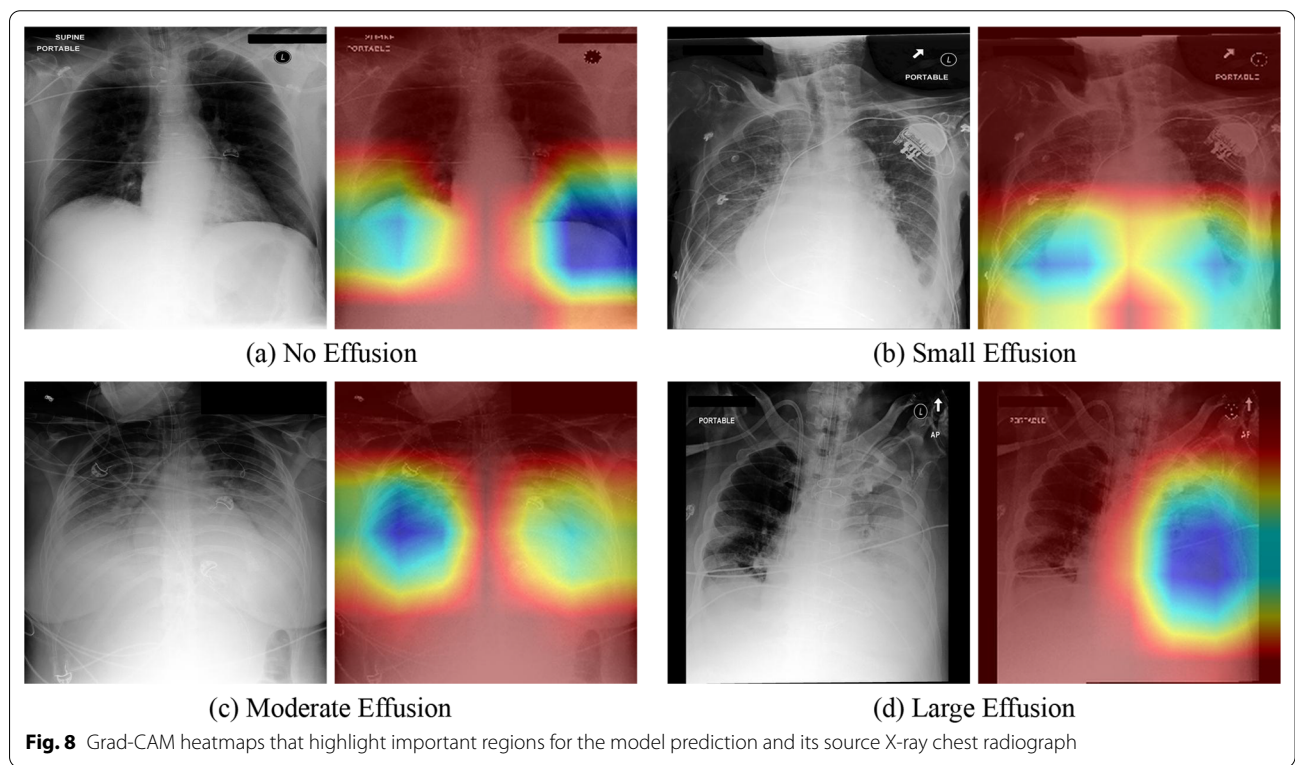 SUPINE
PORTABLE
L
PORTABLE
L
PORTABLE
PORTABLE
(a) No Effusion
(b) Small Effusion
PORTABLE
L
AP
PORTABLE
(c) Moderate Effusion
(d) Large Effusion
Fig. 8 Grad-CAM heatmaps that highlight important regions for the model prediction and its source X-ray chest radiograph